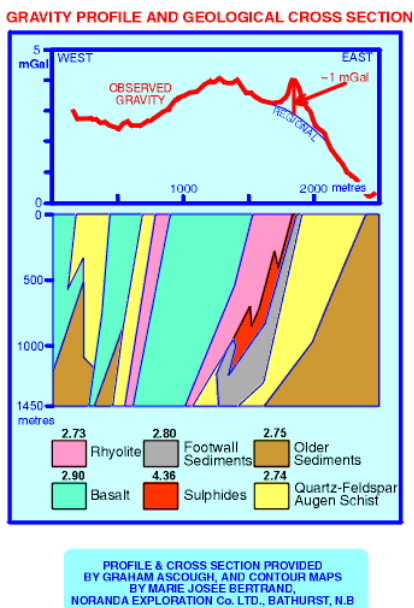 GRAVITY PROFILE AND GEOLOGICAL CROSS SECTION
5
mGal
WEST
EAST
OBSERVED
GRAVITY
~1 mGal
REGIONAL
0
1000
2000
metres
0
500
1000
1450
metres
2.73
Rhyolite
2.80
Footwall
Sediments
2.75
Older
Sediments
2.90
Basalt
4.36
Sulphides
2.74
Quartz-Feldspar
Augen Schist
PROFILE & CROSS SECTION PROVIDED
BY GRAHAM ASCOUGH, AND CONTOUR MAPS
BY MARIE JOSEE BERTRAND,
NORANDA EXPLORATION Co. LTD., BATHURST, N.B